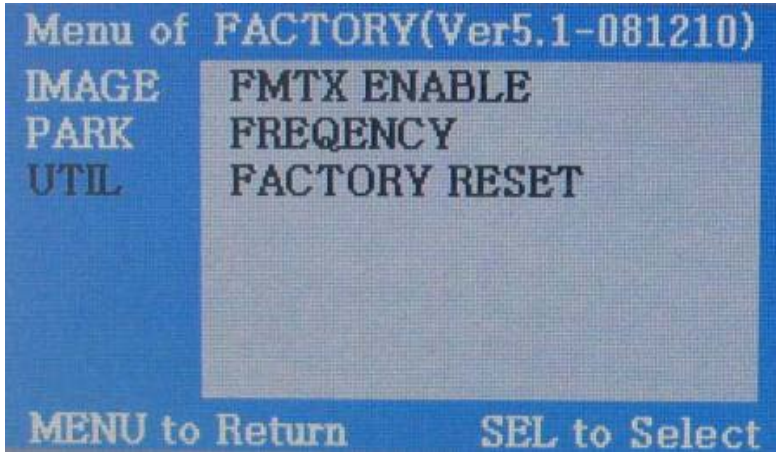 Menu of FACTORY(Ver5.1-081210)
IMAGE FMTX ENABLE
PARK FREQENCY
UTIL FACTORY RESET
MENU to Return SEL to Select